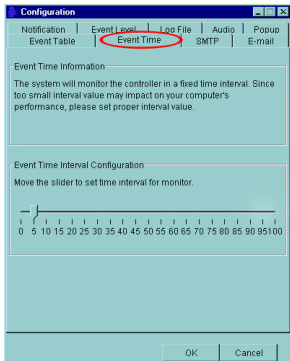 Configuration
Notification Event Level Log File Audio Popup
Event Table Event Time SMTP E-mail
Event Time Information
The system will monitor the controller in a fixed time interval. Since
too small interval value may impact on your computer's
performance, please set proper interval value.
Event Time Interval Configuration
Move the slider to set time interval for monitor.
0 5 10 15 20 25 30 35 40 45 50 55 60 65 70 75 80 85 90 95100
OK Cancel